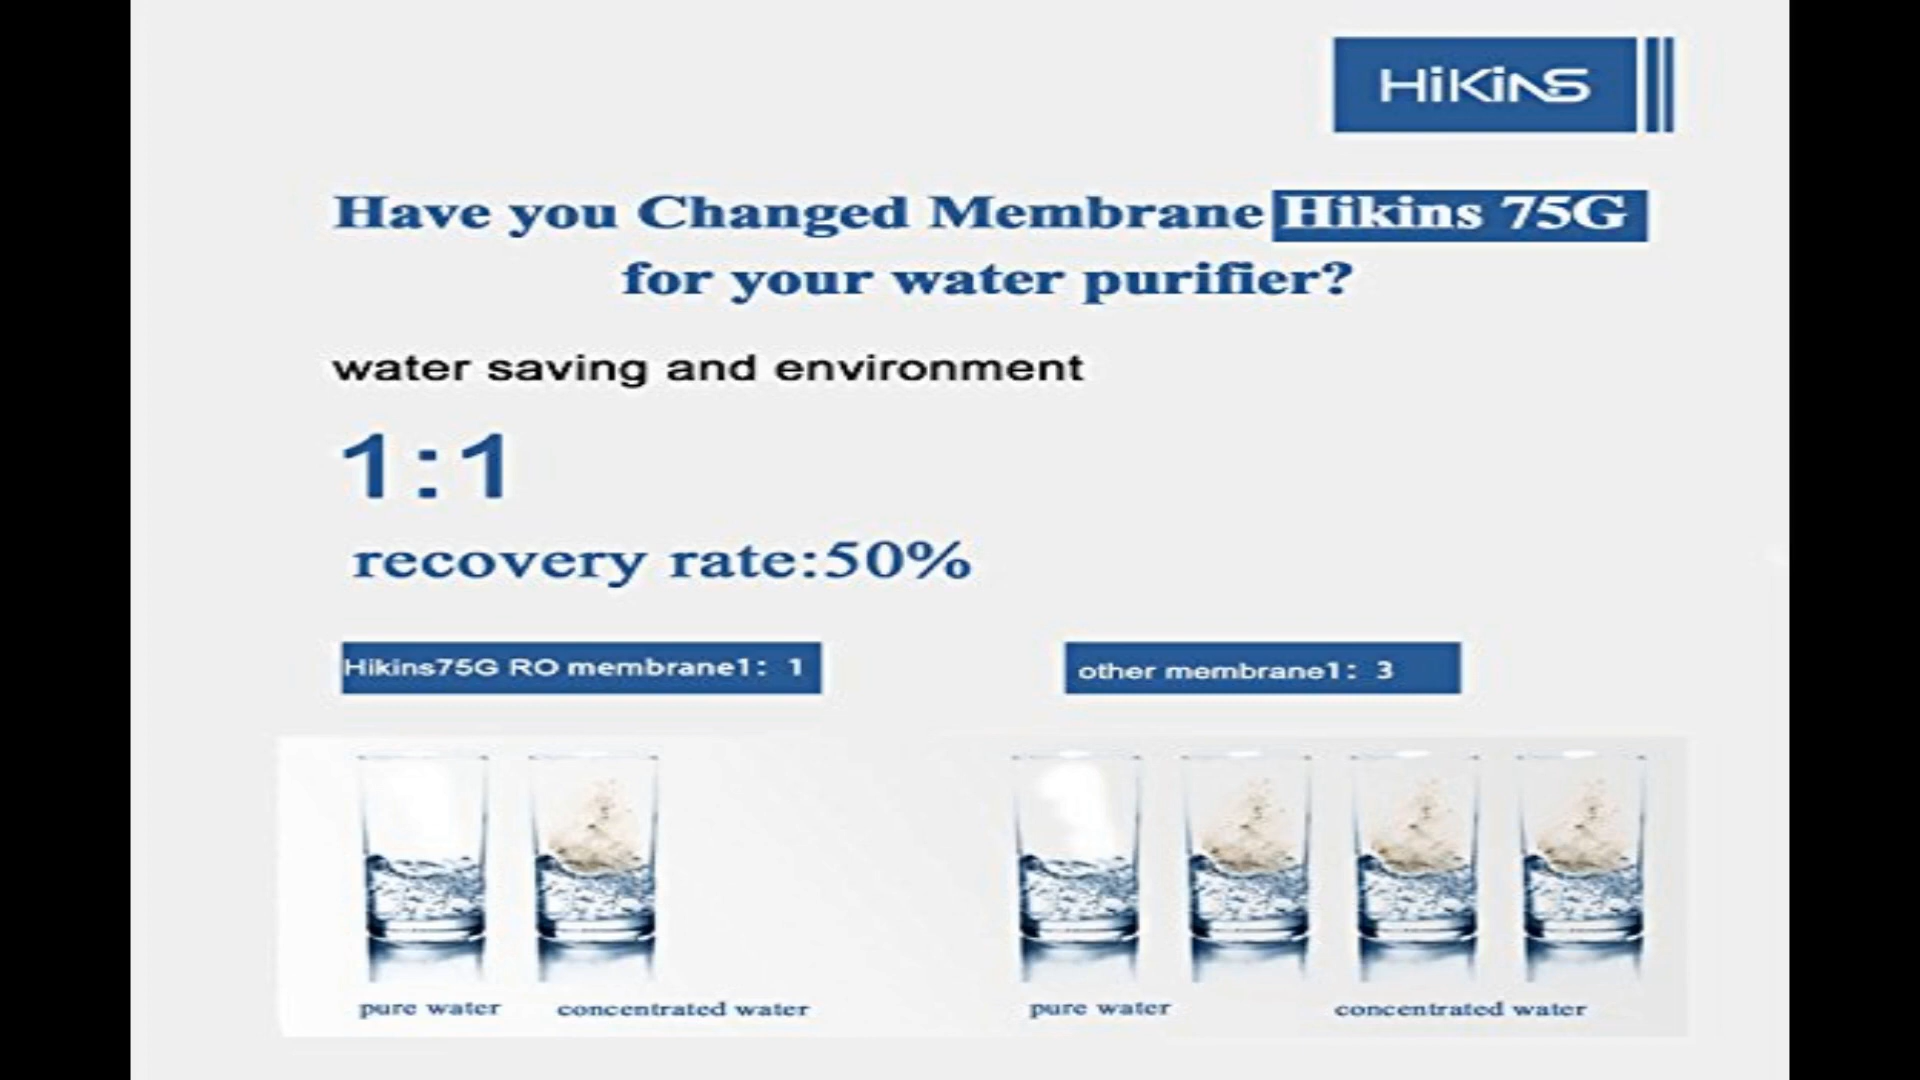 HiKiNS
Have you Changed Membrane Hikins 75G
for your water purifier?
water saving and environment
1:1
recovery rate:50%
Hikins75G RO membrane1: 1
other membrane1: 3
pure water
concentrated water
pure water
concentrated water